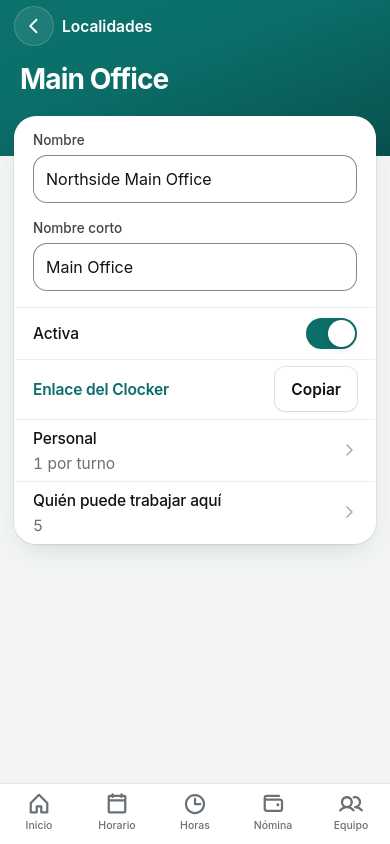 Localidades
Main Office
Nombre
Northside Main Office
Nombre corto
Main Office
Activa
Enlace del Clocker
Copiar
Personal
1 por turno
Quién puede trabajar aquí
5
Inicio
Horario
Horas
Nómina
Equipo